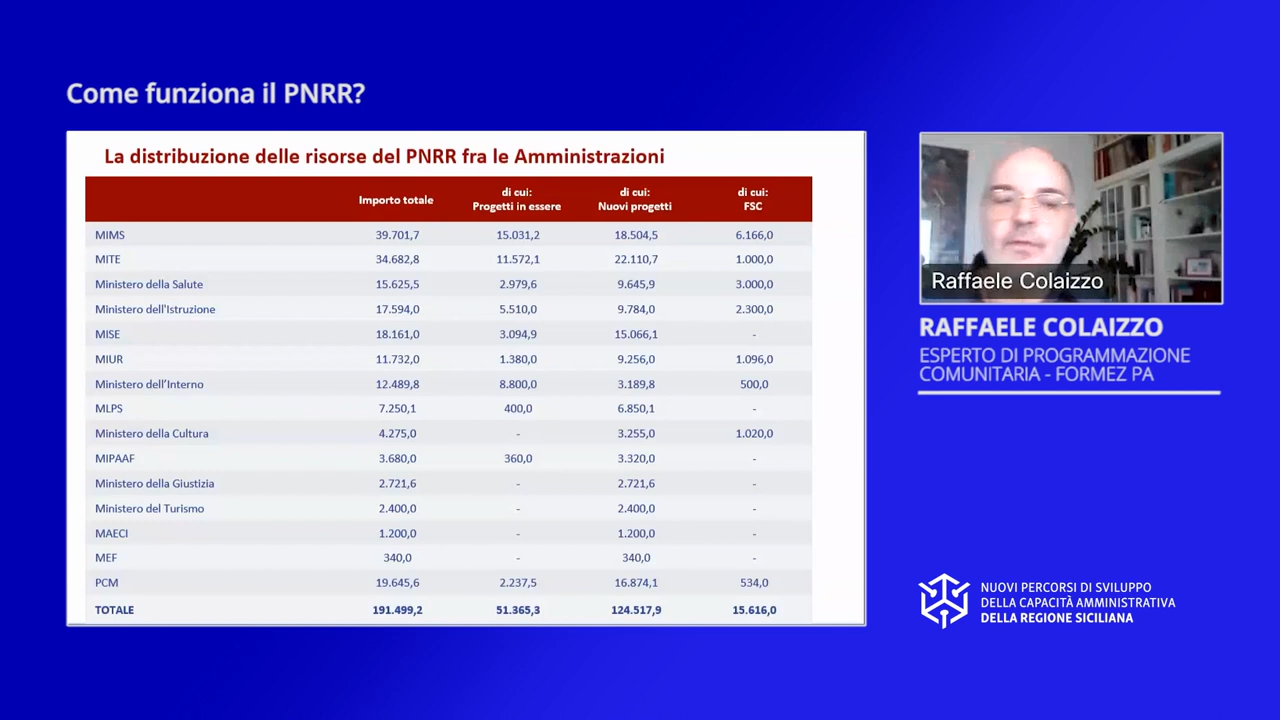 Come funziona il PNRR?
La distribuzione delle risorse del PNRR fra le Amministrazioni
Importo totale di cui: Progetti in essere di cui: Nuovi progetti di cui: FSC
MIMS 39.701,7 15.031,2 18.504,5 6.166,0
MITE 34.682,8 11.572,1 22.110,7 1.000,0
Ministero della Salute 15.625,5 2.979,6 9.645,9 3.000,0
Ministero dell'Istruzione 17.594,0 5.510,0 9.784,0 2.300,0
MISE 18.161,0 3.094,9 15.066,1 -
MIUR 11.732,0 1.380,0 9.256,0 1.096,0
Ministero dell’Interno 12.489,8 8.800,0 3.189,8 500,0
MLPS 7.250,1 400,0 6.850,1 -
Ministero della Cultura 4.275,0 - 3.255,0 1.020,0
MIPAAF 3.680,0 360,0 3.320,0 -
Ministero della Giustizia 2.721,6 - 2.721,6 -
Ministero del Turismo 2.400,0 - 2.400,0 -
MAECI 1.200,0 - 1.200,0 -
MEF 340,0 - 340,0 -
PCM 19.645,6 2.237,5 16.874,1 534,0
TOTALE 191.499,2 51.365,3 124.517,9 15.616,0
Raffaele Colaizzo
RAFFAELE COLAIZZO
ESPERTO DI PROGRAMMAZIONE
COMUNITARIA - FORMEZ PA
NUOVI PERCORSI DI SVILUPPO
DELLA CAPACITÀ AMMINISTRATIVA
DELLA REGIONE SICILIANA